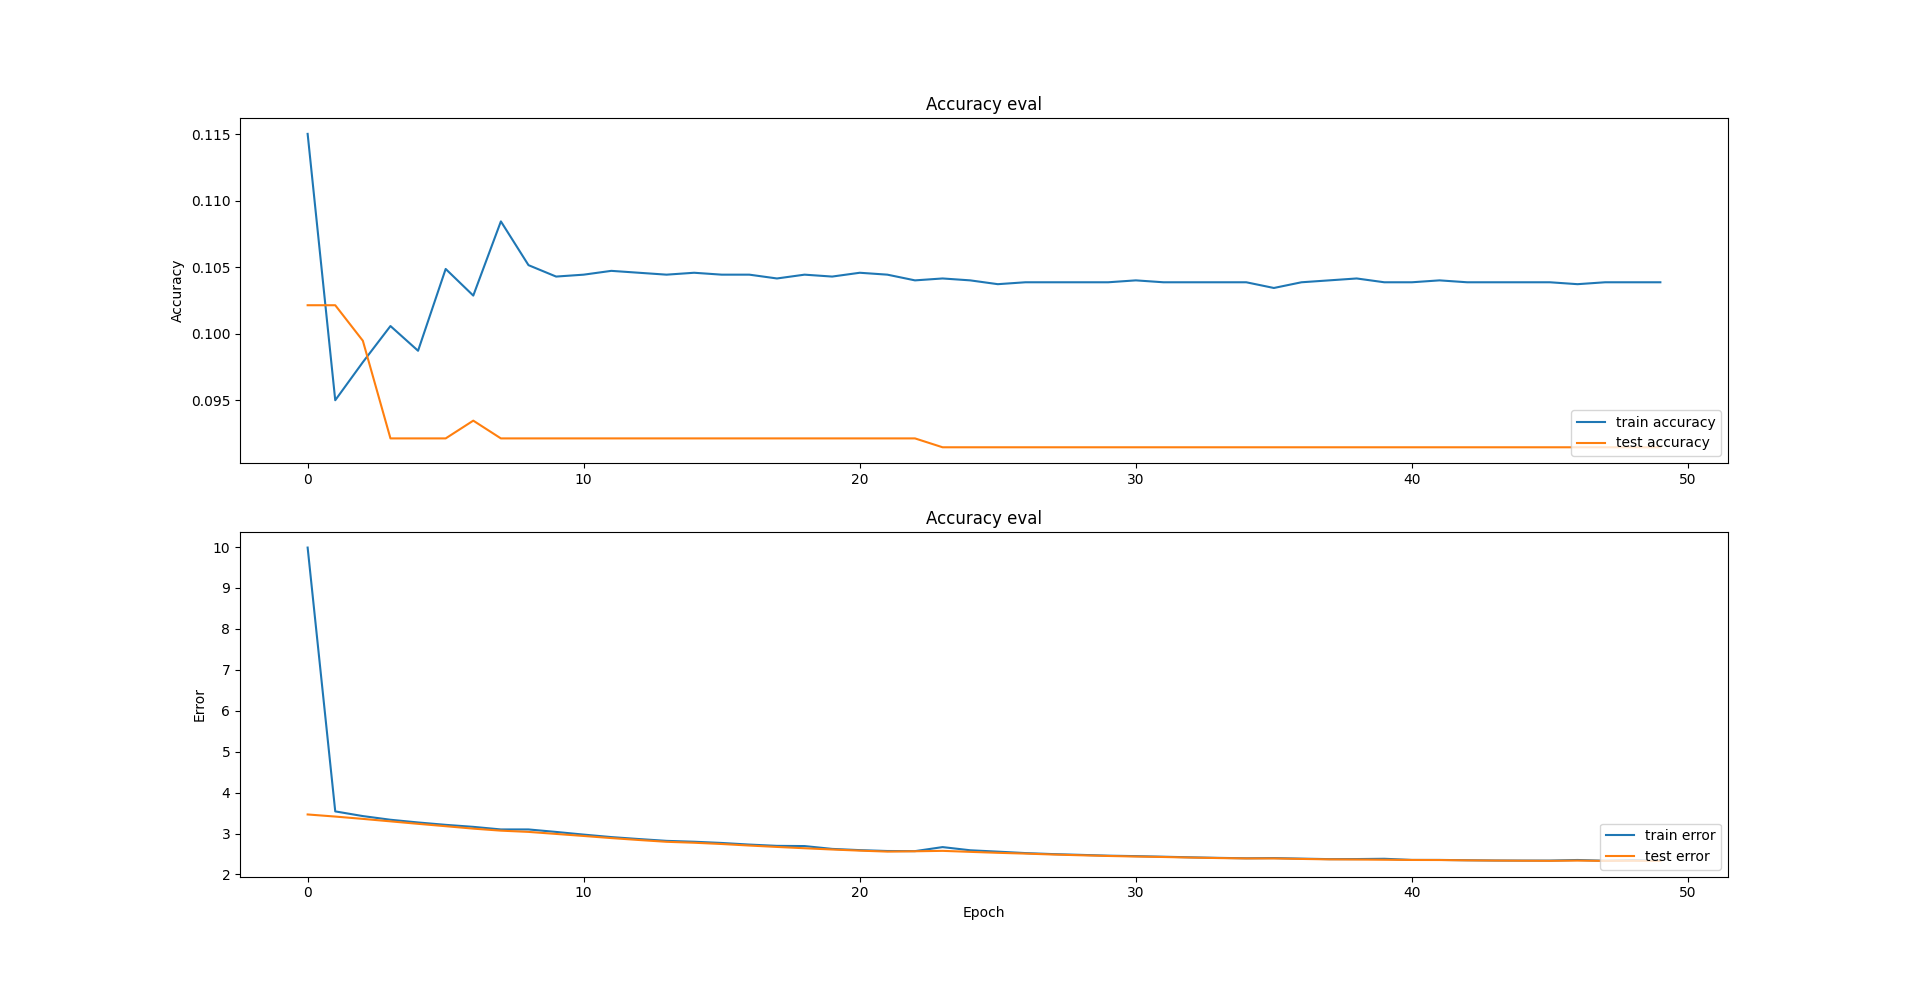 Accuracy eval
0.115
0.110
0.105
0.100
0.095
Accuracy
train accuracy
test accuracy
0 10 20 30 40 50
Accuracy eval
10
9
8
7
6
5
4
3
2
Error
train error
test error
0 10 20 30 40 50
Epoch